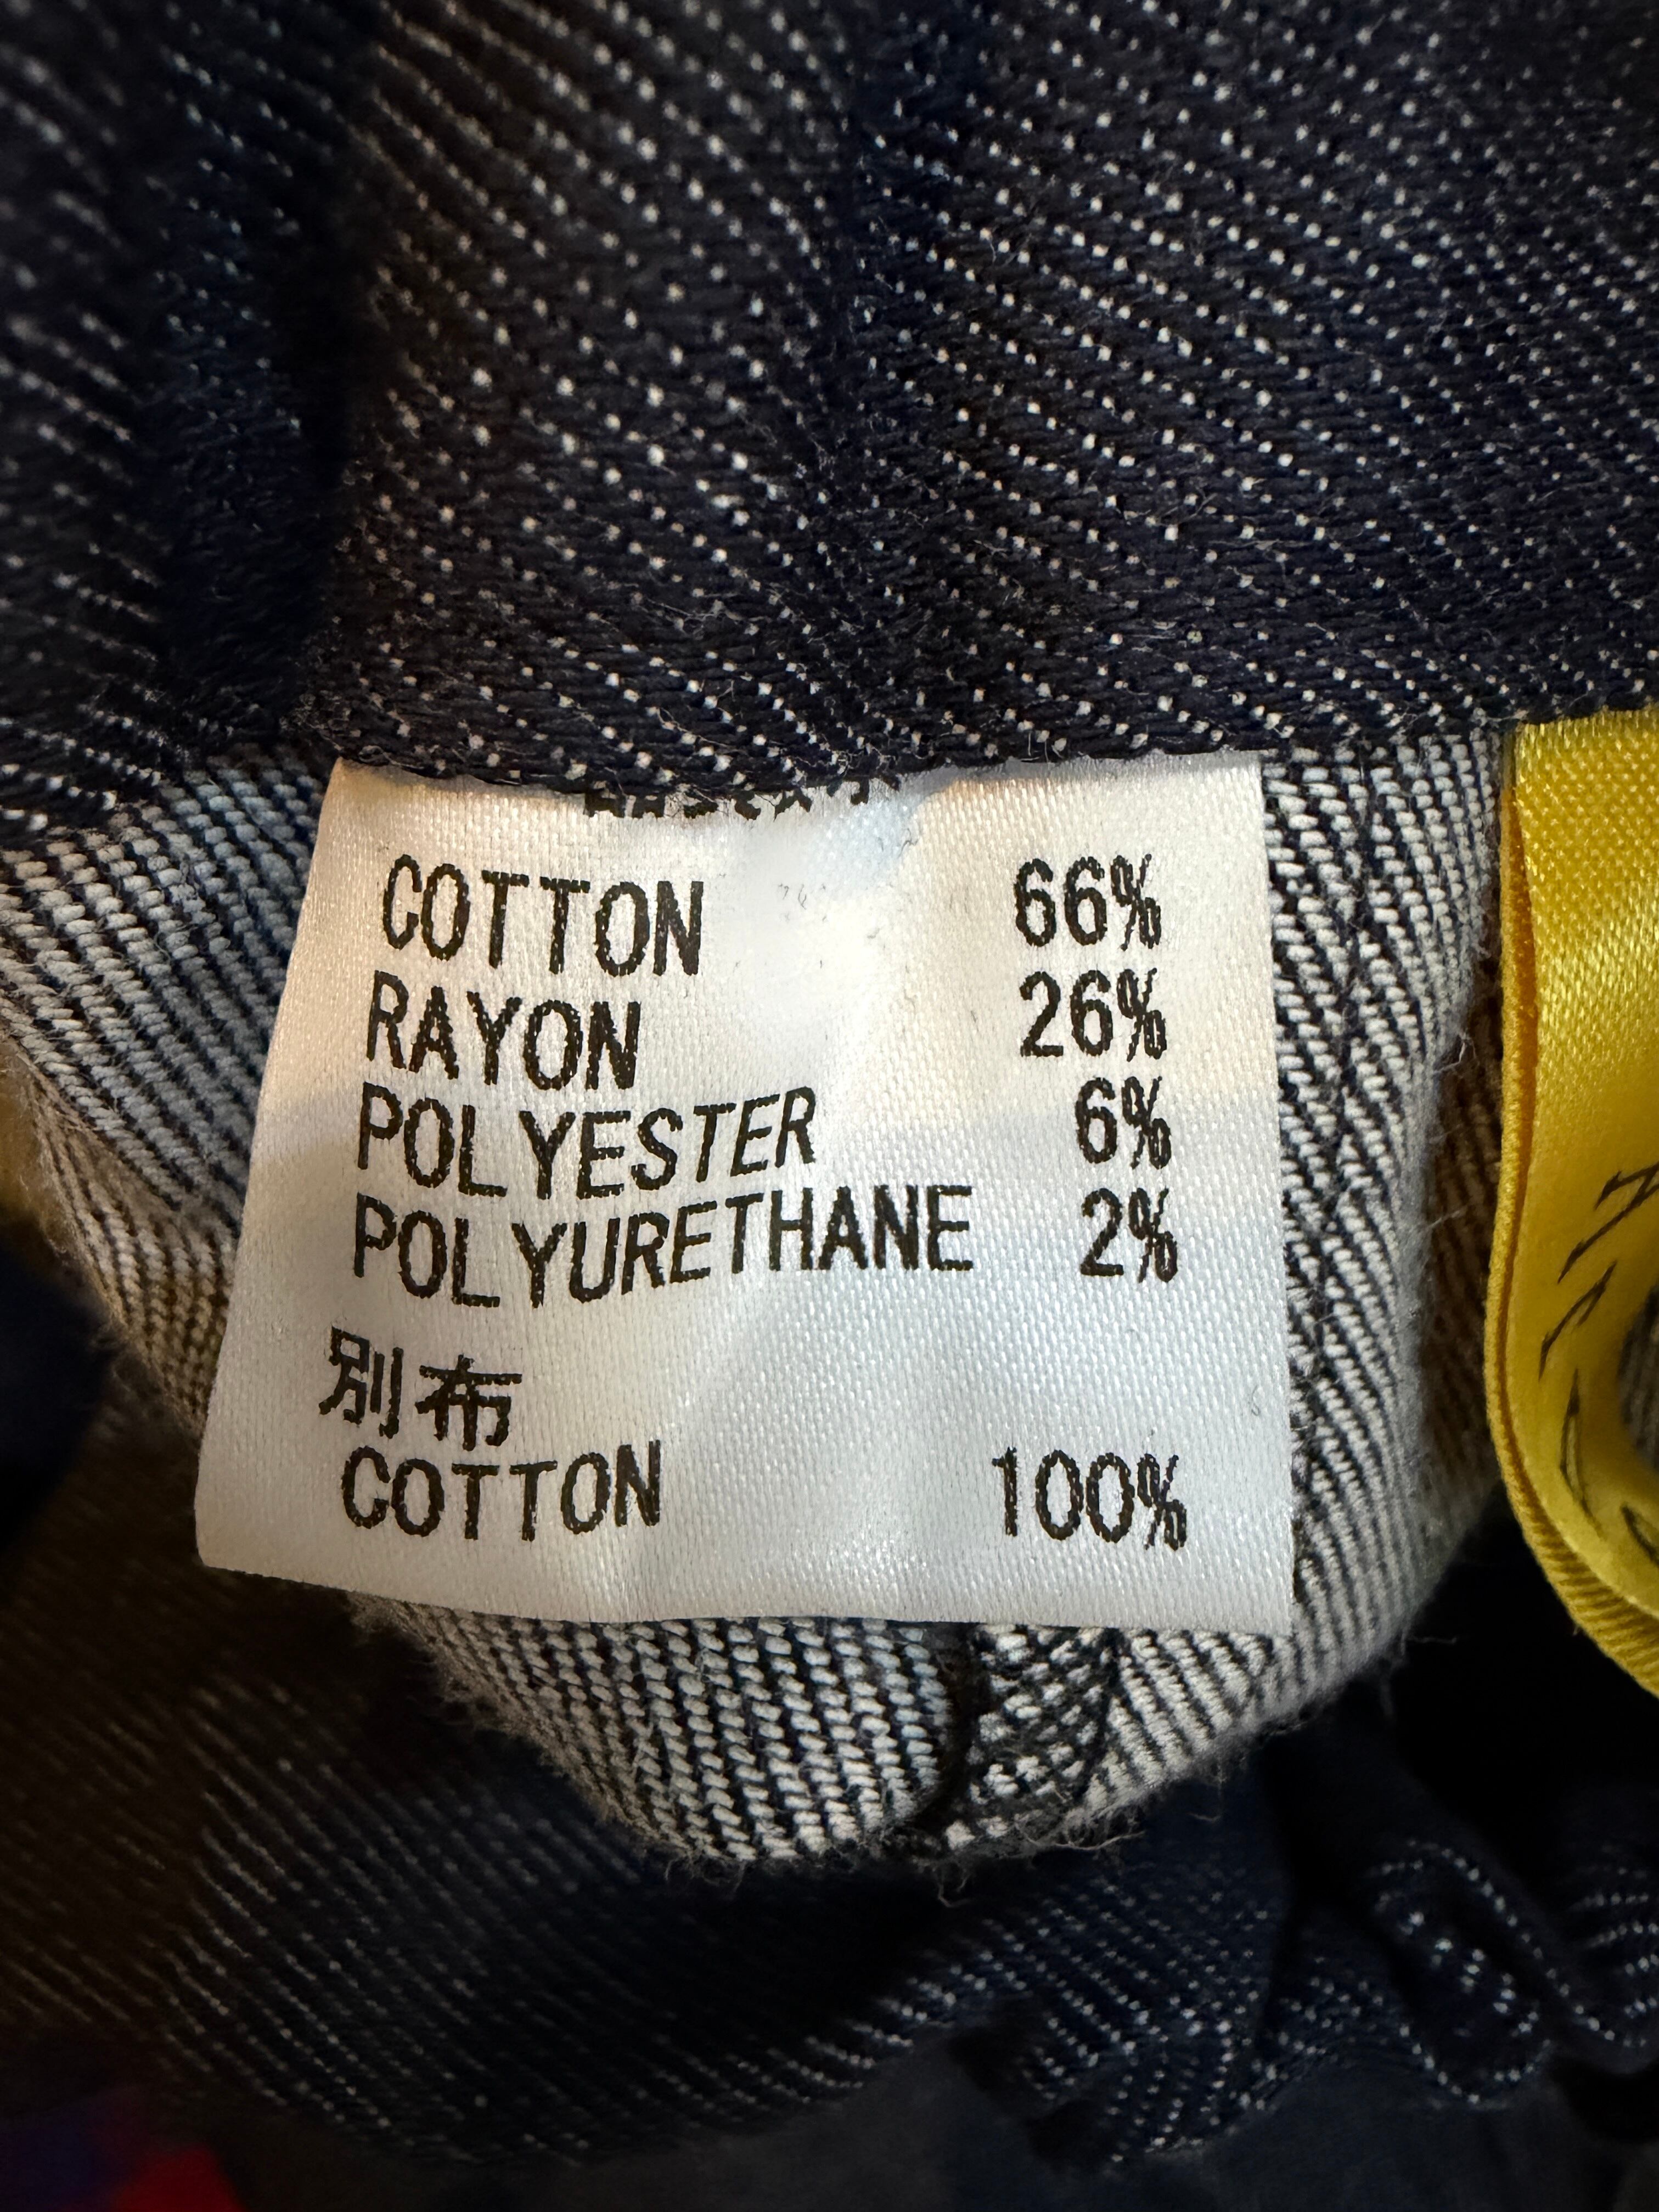 COTTON 66%
RAYON 26%
POLYESTER 6%
POLYURETHANE 2%
別布
COTTON 100%